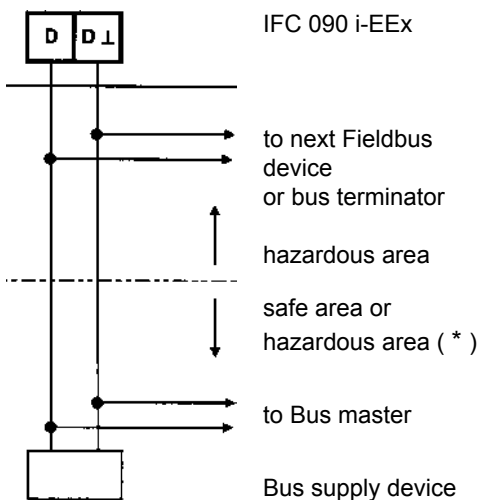 IFC 090 i-EEx
D D⊥
to next Fieldbus
device
or bus terminator
hazardous area
safe area or
hazardous area ( * )
to Bus master
Bus supply device